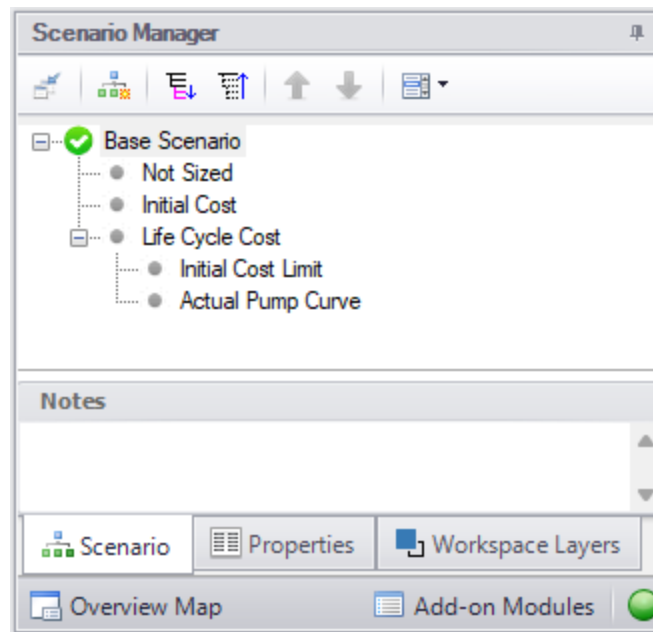 Scenario Manager
Base Scenario
Not Sized
Initial Cost
Life Cycle Cost
Initial Cost Limit
Actual Pump Curve
Notes
Scenario Properties Workspace Layers
Overview Map Add-on Modules